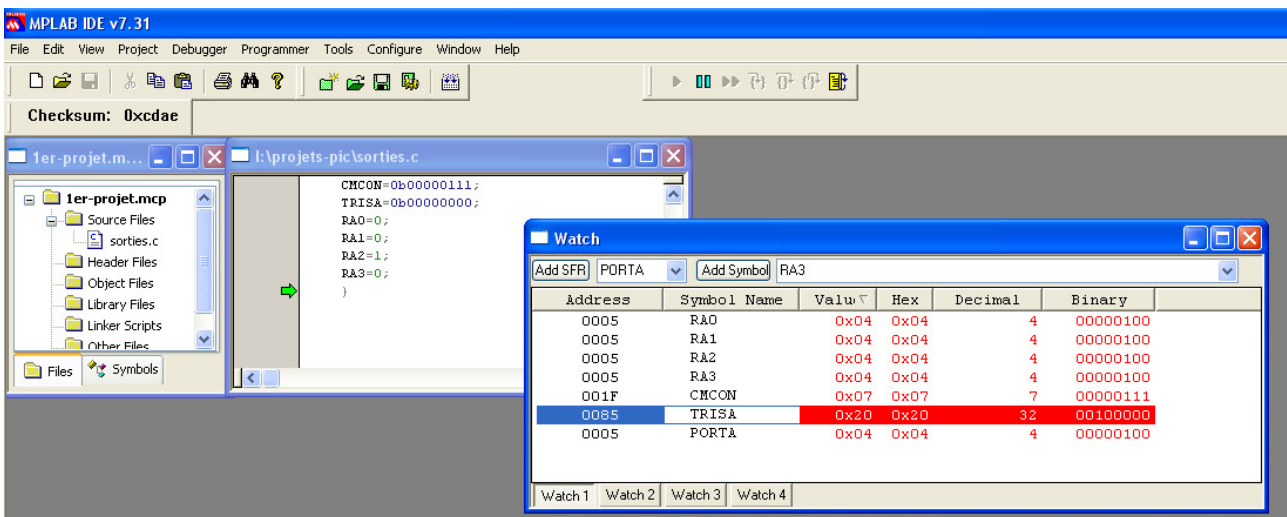 MPLAB IDE v7.31
File Edit View Project Debugger Programmer Tools Configure Window Help
Checksum: 0xcdae
1er-projet.m...
1er-projet.mcp
Source Files
sorties.c
Header Files
Object Files
Library Files
Linker Scripts
Other Files
Files Symbols
I:\projets-pic\sorties.c
CMCON=0b00000111;
TRISA=0b00000000;
RA0=0;
RA1=0;
RA2=1;
RA3=0;
}
Watch
Add SFR PORTA Add Symbol RA3
Address Symbol Name Valu Hex Decimal Binary
0005 RA0 0x04 0x04 4 00000100
0005 RA1 0x04 0x04 4 00000100
0005 RA2 0x04 0x04 4 00000100
0005 RA3 0x04 0x04 4 00000100
001F CMCON 0x07 0x07 7 00000111
0085 TRISA 0x20 0x20 32 00100000
0005 PORTA 0x04 0x04 4 00000100
Watch 1 Watch 2 Watch 3 Watch 4